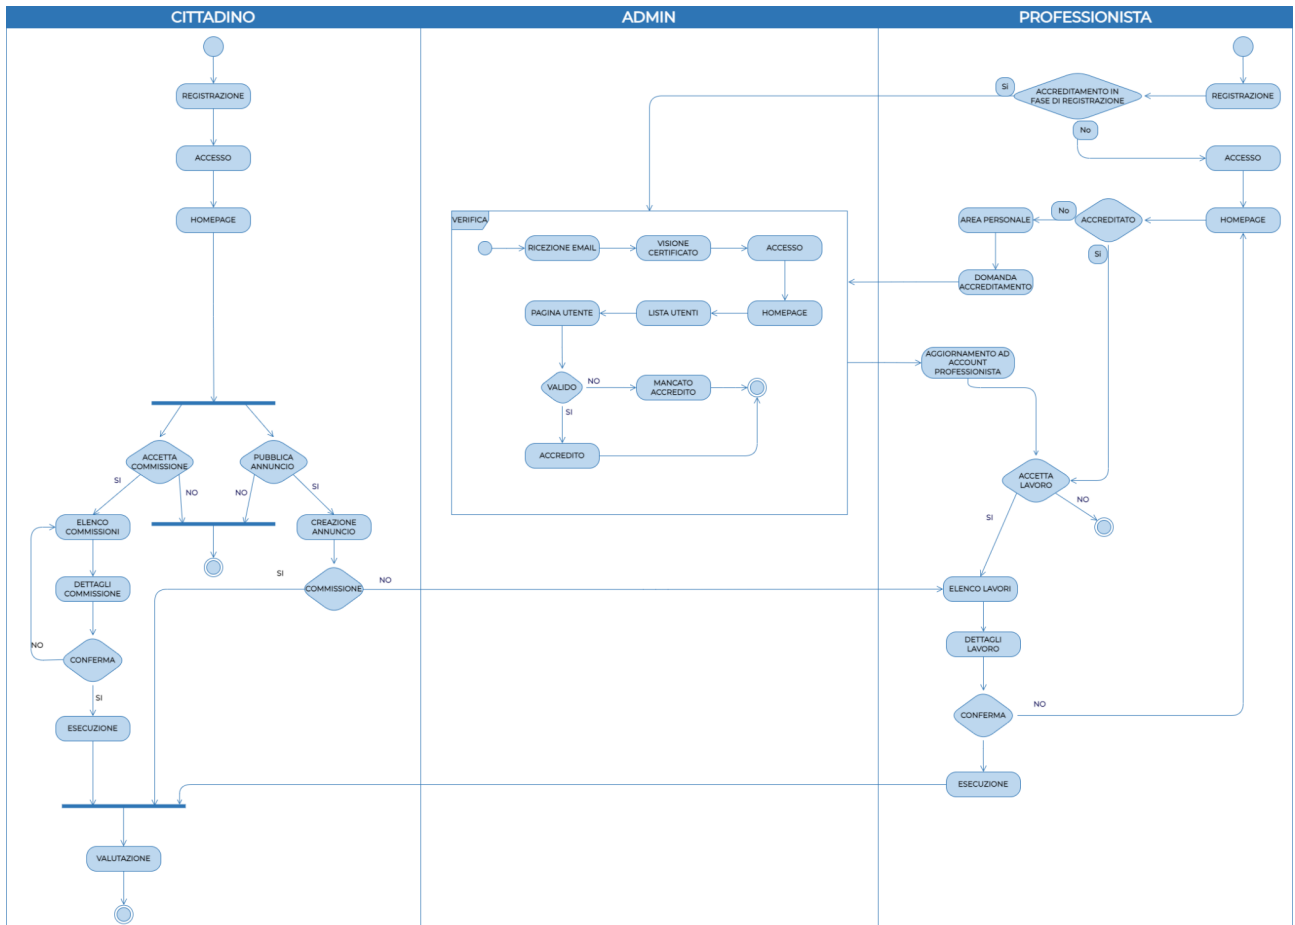 CITTADINO
ADMIN
PROFESSIONISTA
REGISTRAZIONE
ACCESSO
HOMEPAGE
ACCETTA
COMMISSIONE
PUBBLICA
ANNUNCIO
SI
NO
NO
SI
ELENCO
COMMISSIONI
CREAZIONE
ANNUNCIO
DETTAGLI
COMMISSIONE
SI
COMMISSIONE
NO
NO
CONFERMA
SI
ESECUZIONE
VALUTAZIONE
VERIFICA
RICEZIONE EMAIL
VISIONE
CERTIFICATO
ACCESSO
PAGINA UTENTE
LISTA UTENTI
HOMEPAGE
VALIDO
NO
MANCATO
ACCREDITO
SI
ACCREDITO
Si
ACCREDITAMENTO IN
FASE DI REGISTRAZIONE
REGISTRAZIONE
No
ACCESSO
AREA PERSONALE
No
ACCREDITATO
HOMEPAGE
Si
DOMANDA
ACCREDITAMENTO
AGGIORNAMENTO AD
ACCOUNT
PROFESSIONISTA
ACCETTA
LAVORO
NO
SI
ELENCO LAVORI
DETTAGLI
LAVORO
CONFERMA
NO
ESECUZIONE